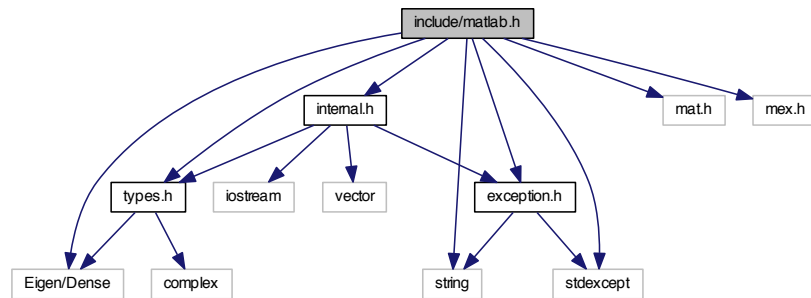 include/matlab.h
internal.h
mat.h
mex.h
types.h
iostream
vector
exception.h
Eigen/Dense
complex
string
stdexcept